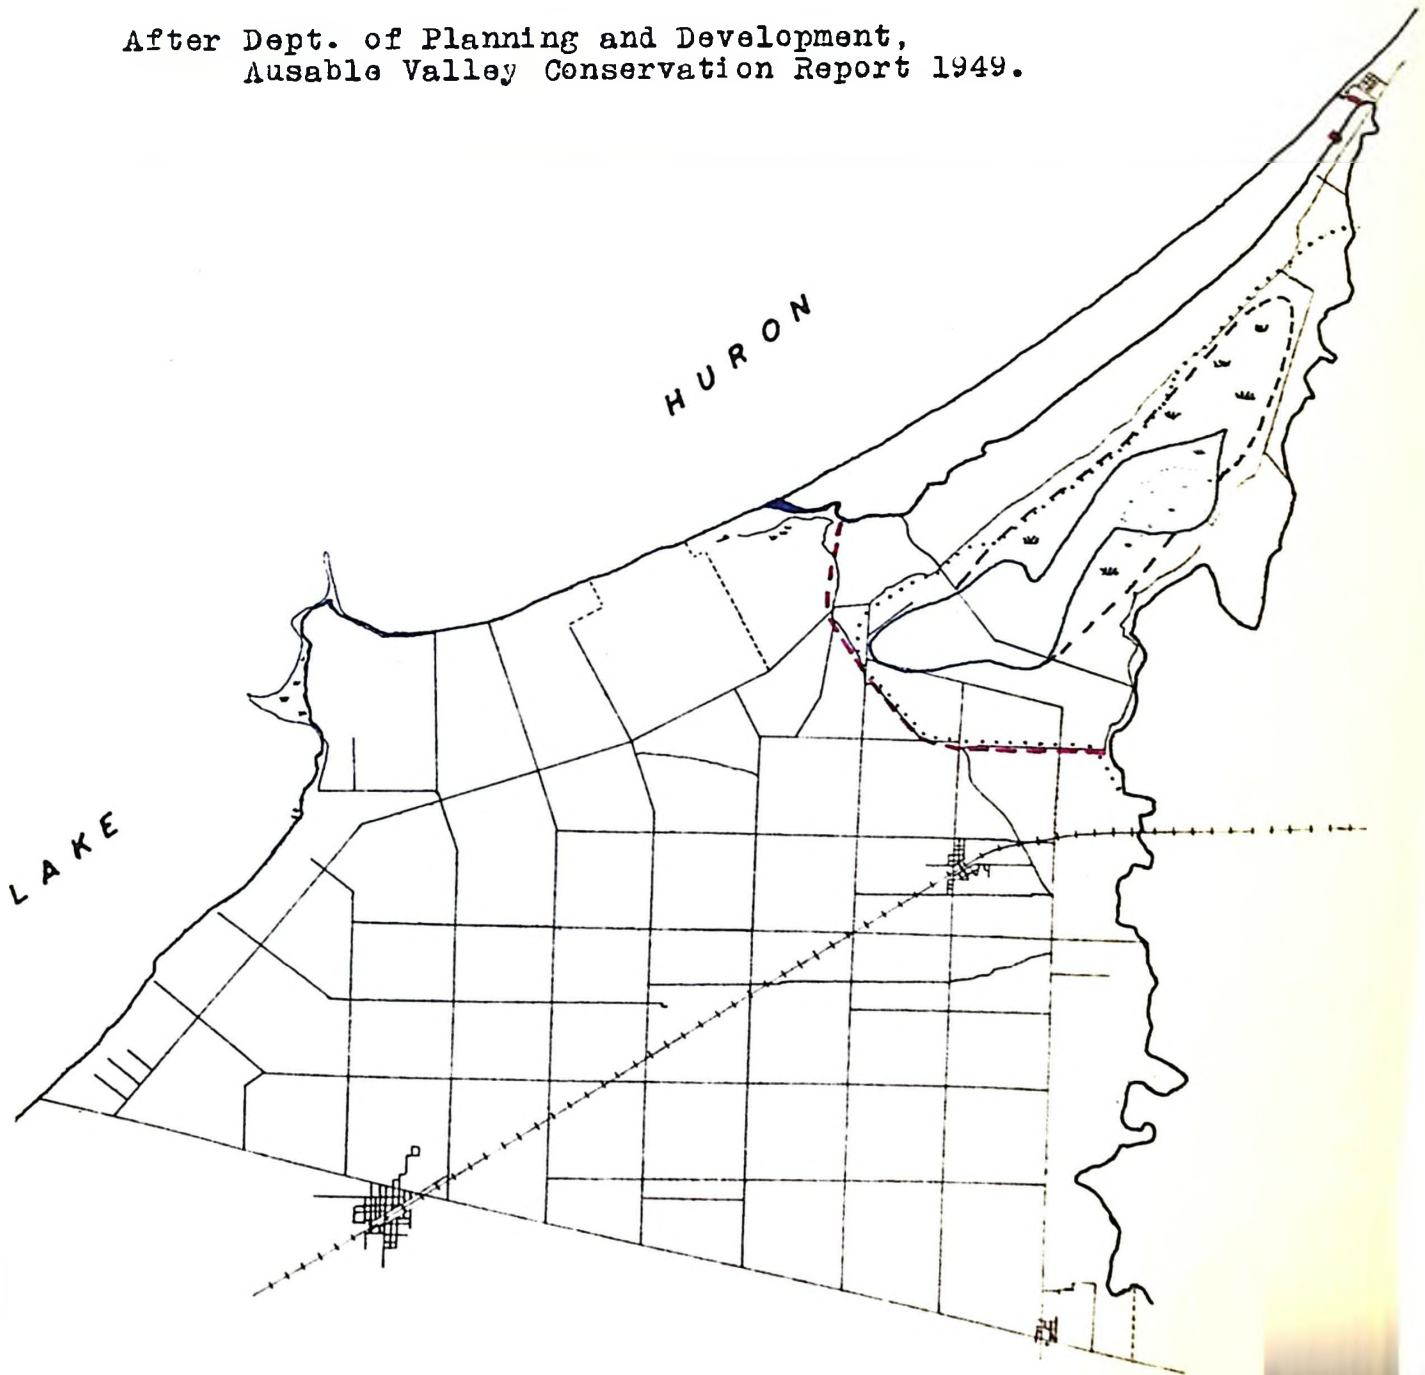 After Dept. of Planning and Development,
Ausable Valley Conservation Report 1949.
HURON
LAKE